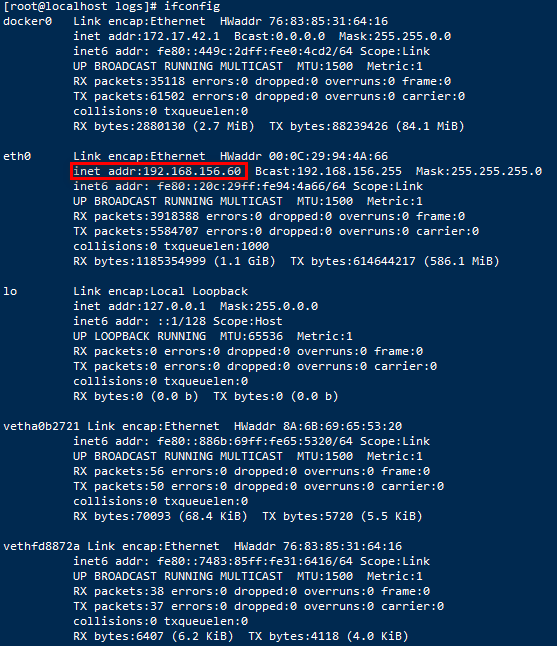 [root@localhost logs]# ifconfig
docker0   Link encap:Ethernet  HWaddr 76:83:85:31:64:16
          inet addr:172.17.42.1  Bcast:0.0.0.0  Mask:255.255.0.0
          inet6 addr: fe80::449c:2dff:fee0:4cd2/64 Scope:Link
          UP BROADCAST RUNNING MULTICAST  MTU:1500  Metric:1
          RX packets:35118 errors:0 dropped:0 overruns:0 frame:0
          TX packets:61502 errors:0 dropped:0 overruns:0 carrier:0
          collisions:0 txqueuelen:0
          RX bytes:2880130 (2.7 MiB)  TX bytes:88239426 (84.1 MiB)
eth0      Link encap:Ethernet  HWaddr 00:0C:29:94:4A:66
          inet addr:192.168.156.60  Bcast:192.168.156.255  Mask:255.255.255.0
          inet6 addr: fe80::20c:29ff:fe94:4a66/64 Scope:Link
          UP BROADCAST RUNNING MULTICAST  MTU:1500  Metric:1
          RX packets:3918388 errors:0 dropped:0 overruns:0 frame:0
          TX packets:5584707 errors:0 dropped:0 overruns:0 carrier:0
          collisions:0 txqueuelen:1000
          RX bytes:1185354999 (1.1 GiB)  TX bytes:614644217 (586.1 MiB)
lo        Link encap:Local Loopback
          inet addr:127.0.0.1  Mask:255.0.0.0
          inet6 addr: ::1/128 Scope:Host
          UP LOOPBACK RUNNING  MTU:65536  Metric:1
          RX packets:0 errors:0 dropped:0 overruns:0 frame:0
          TX packets:0 errors:0 dropped:0 overruns:0 carrier:0
          collisions:0 txqueuelen:0
          RX bytes:0 (0.0 b)  TX bytes:0 (0.0 b)
vetha0b2721 Link encap:Ethernet  HWaddr 8A:6B:69:65:53:20
          inet6 addr: fe80::886b:69ff:fe65:5320/64 Scope:Link
          UP BROADCAST RUNNING MULTICAST  MTU:1500  Metric:1
          RX packets:56 errors:0 dropped:0 overruns:0 frame:0
          TX packets:50 errors:0 dropped:0 overruns:0 carrier:0
          collisions:0 txqueuelen:0
          RX bytes:70093 (68.4 KiB)  TX bytes:5720 (5.5 KiB)
vethfd8872a Link encap:Ethernet  HWaddr 76:83:85:31:64:16
          inet6 addr: fe80::7483:85ff:fe31:6416/64 Scope:Link
          UP BROADCAST RUNNING MULTICAST  MTU:1500  Metric:1
          RX packets:38 errors:0 dropped:0 overruns:0 frame:0
          TX packets:37 errors:0 dropped:0 overruns:0 carrier:0
          collisions:0 txqueuelen:0
          RX bytes:6407 (6.2 KiB)  TX bytes:4118 (4.0 KiB)